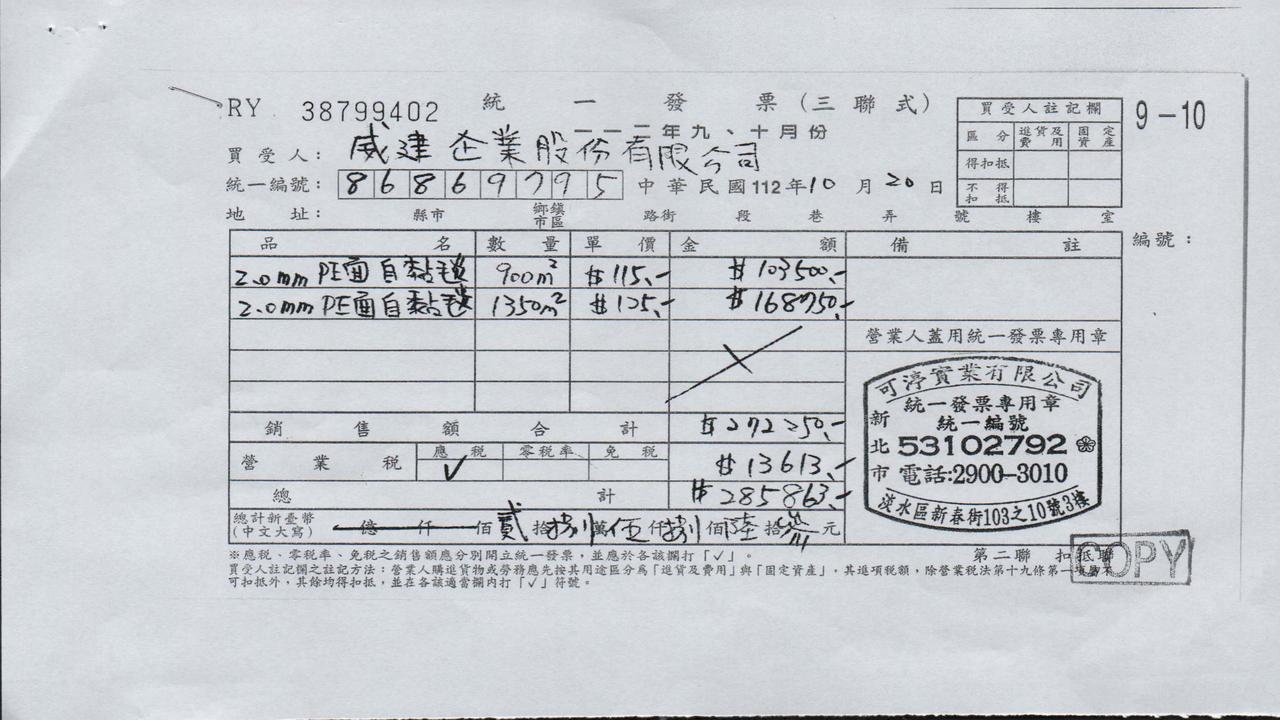 RY 38799402 統一發票(三聯式)
一一二年九、十月份
9-10
買受人: 威建企業股份有限公司
統一編號: 86869795 中華民國112年10月20日
地址: 縣市 鄉鎮市區 路街 段 巷 弄 號 樓 室
買受人註記欄
區分 進貨及費用 固定資產
得扣抵
不得扣抵
品名 數量 單價 金額 備註
編號:
2.0mm PE面自黏毯 900m² $115.- $103500.-
2.0mm PE面自黏毯 1350m² $125.- $168750.-
營業人蓋用統一發票專用章
可淳實業有限公司
統一發票專用章
統一編號
53102792
新北市 電話:2900-3010
淡水區新春街103之10號3樓
銷售額合計 $272250.-
營業稅 應稅 ✓ 零稅率 免稅 $13613.-
總計 $285863.-
總計新臺幣(中文大寫) 億 仟 佰 貳拾捌萬伍仟捌佰陸拾 元
※應稅、零稅率、免稅之銷售額應分別開立統一發票,並應於各該欄打「✓」。
第二聯 扣抵聯
COPY
買受人註記欄之註記方法:營業人購進貨物或勞務應先按其用途區分為「進貨及費用」與「固定資產」,其進項稅額,除營業稅法第十九條第一項屬不
可扣抵外,其餘均得扣抵,並在各該適當欄內打「✓」符號。